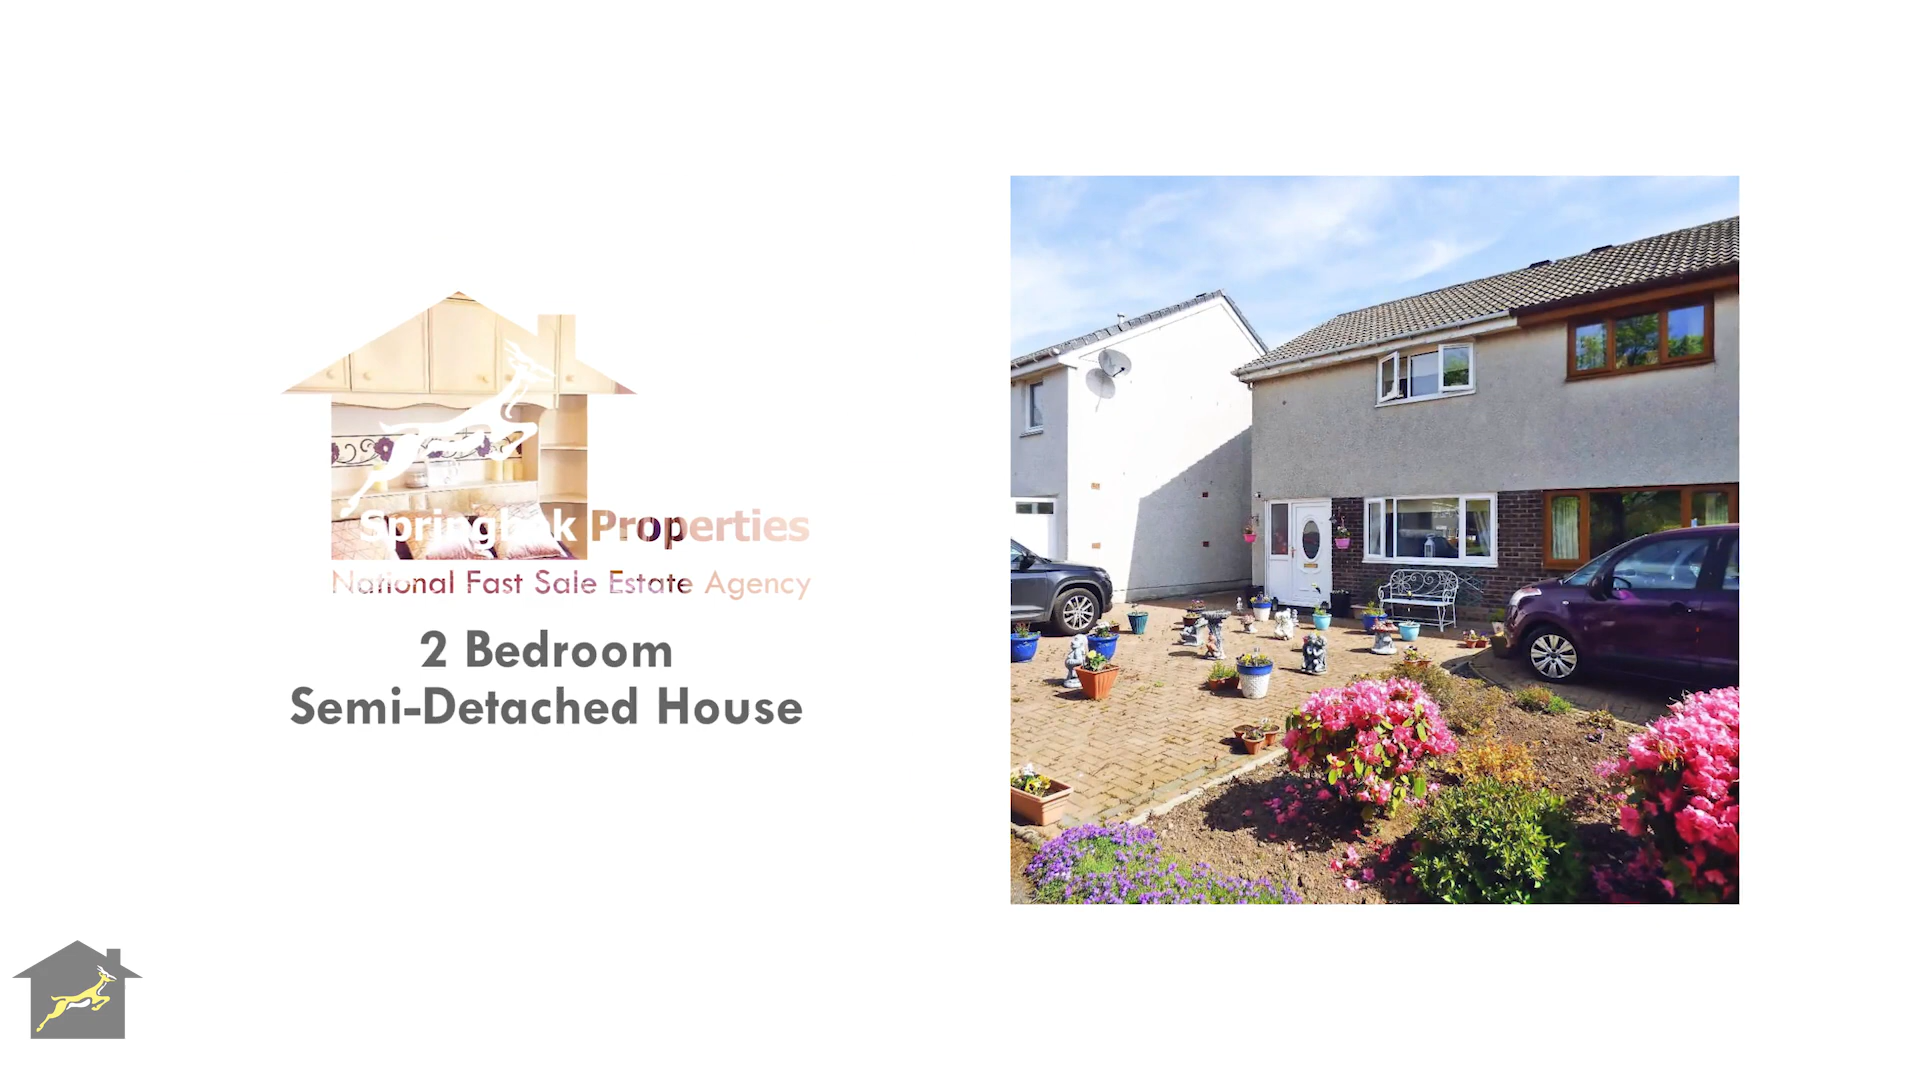 Springbok Properties
National Fast Sale Estate Agency
2 Bedroom
Semi-Detached House